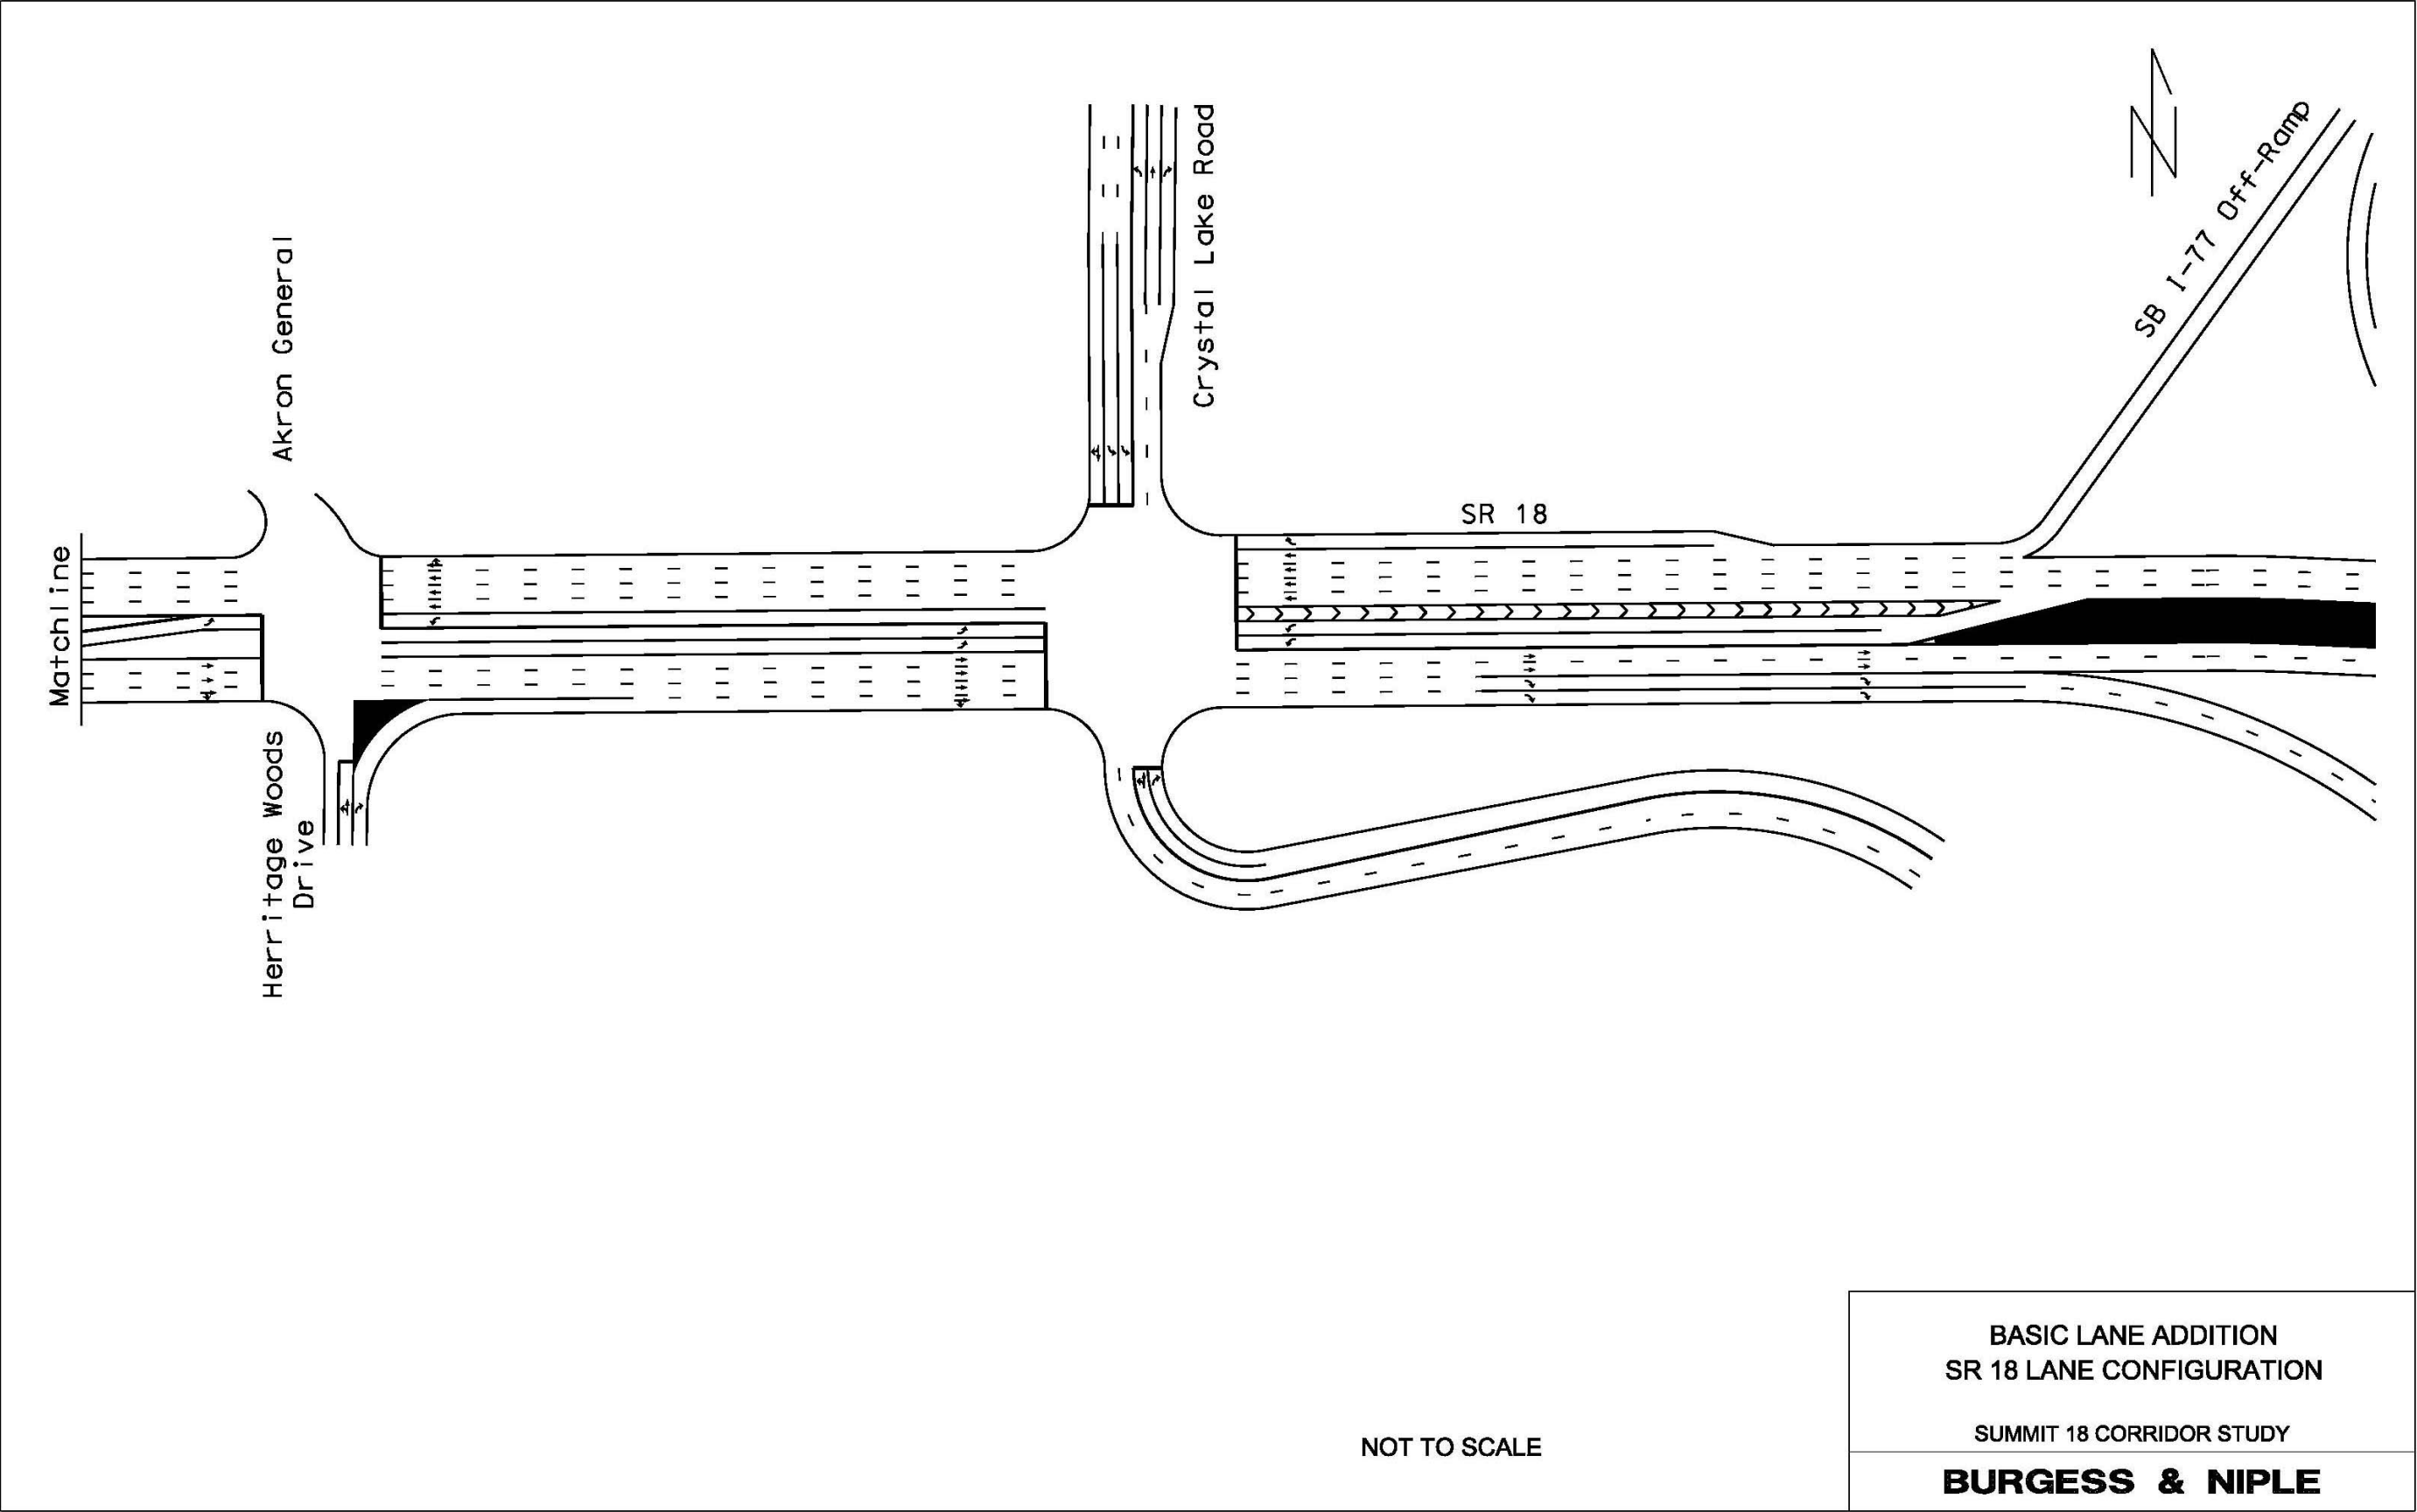 Akron General
Crystal Lake Road
SB I-77 Off-Ramp
N
SR 18
Matchline
Herritage Woods
Drive
NOT TO SCALE
BASIC LANE ADDITION
SR 18 LANE CONFIGURATION
SUMMIT 18 CORRIDOR STUDY
BURGESS & NIPLE